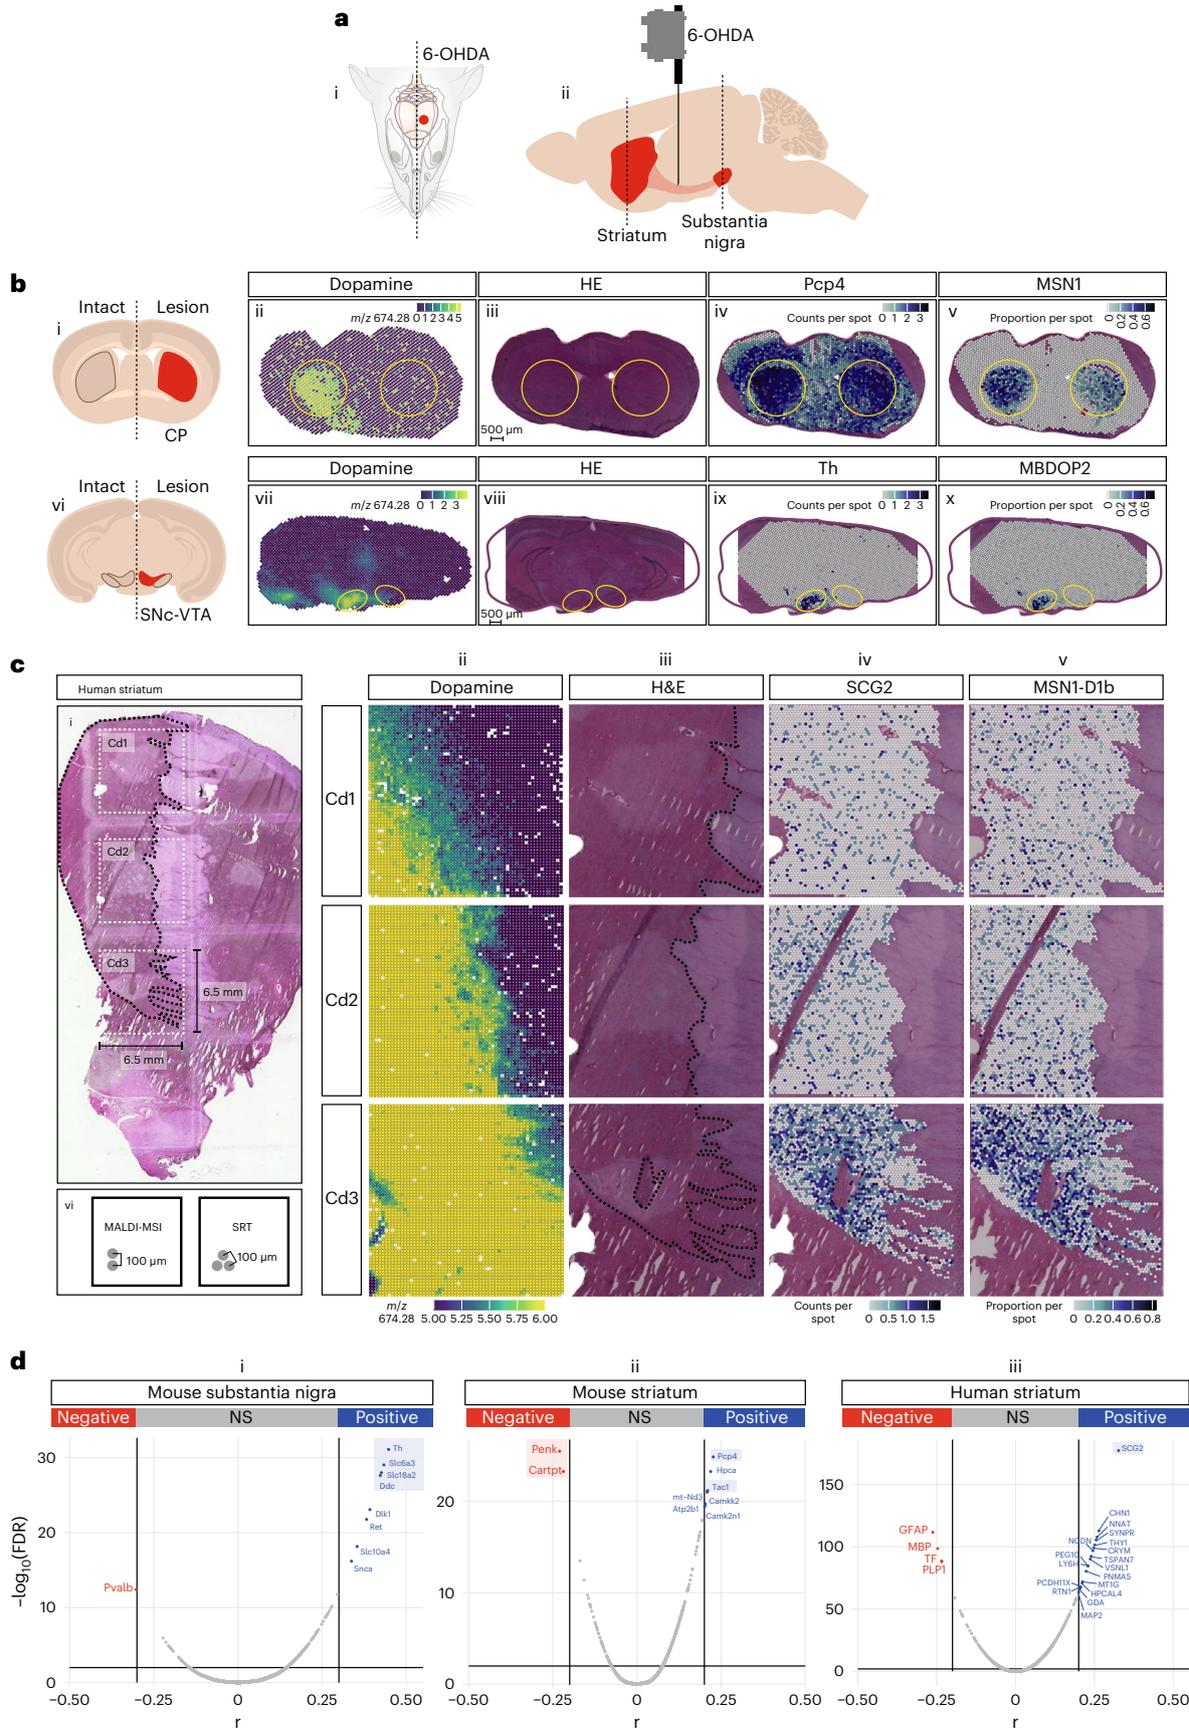 a
6-OHDA
6-OHDA
i
ii
Striatum
Substantia
nigra
b
Dopamine
HE
Pcp4
MSN1
Intact
Lesion
i
CP
ii
m/z 674.28
0 1 2 3 4 5
iii
500 µm
iv
Counts per spot
0 1 2 3
v
Proportion per spot
0 0.2 0.4 0.6
Dopamine
HE
Th
MBDOP2
Intact
Lesion
vi
SNc-VTA
vii
m/z 674.28
0 1 2 3
viii
500 µm
ix
Counts per spot
0 1 2 3
x
Proportion per spot
0 0.2 0.4 0.6
c
ii
iii
iv
v
Human striatum
Dopamine
H&E
SCG2
MSN1-D1b
i
Cd1
Cd2
Cd3
6.5 mm
6.5 mm
Cd1
Cd2
Cd3
vi
MALDI-MSI
100 µm
SRT
100 µm
m/z
674.28
5.00 5.25 5.50 5.75 6.00
Counts per
spot
0 0.5 1.0 1.5
Proportion per
spot
0 0.2 0.4 0.6 0.8
d
i
ii
iii
Mouse substantia nigra
Negative
NS
Positive
−log10(FDR)
30
20
10
0
Th
Slc6a3
Slc18a2
Ddc
Dlk1
Ret
Slc10a4
Snca
Pvalb
−0.50 −0.25 0 0.25 0.50
r
Mouse striatum
Negative
NS
Positive
20
10
0
Penk
Cartpt
Pcp4
Hpca
Tac1
mt-Nd3
Camkk2
Atp2b1
Camk2n1
−0.50 −0.25 0 0.25 0.50
r
Human striatum
Negative
NS
Positive
150
100
50
0
SCG2
GFAP
MBP
TF
PLP1
CHN1
NNAT
SYNPR
NCDN
THY1
CRYM
PEG10
TSPAN7
LY6H
VSNL1
PNMA5
PCDH11X
MT1G
RTN1
HPCAL4
GDA
MAP2
−0.50 −0.25 0 0.25 0.50
r